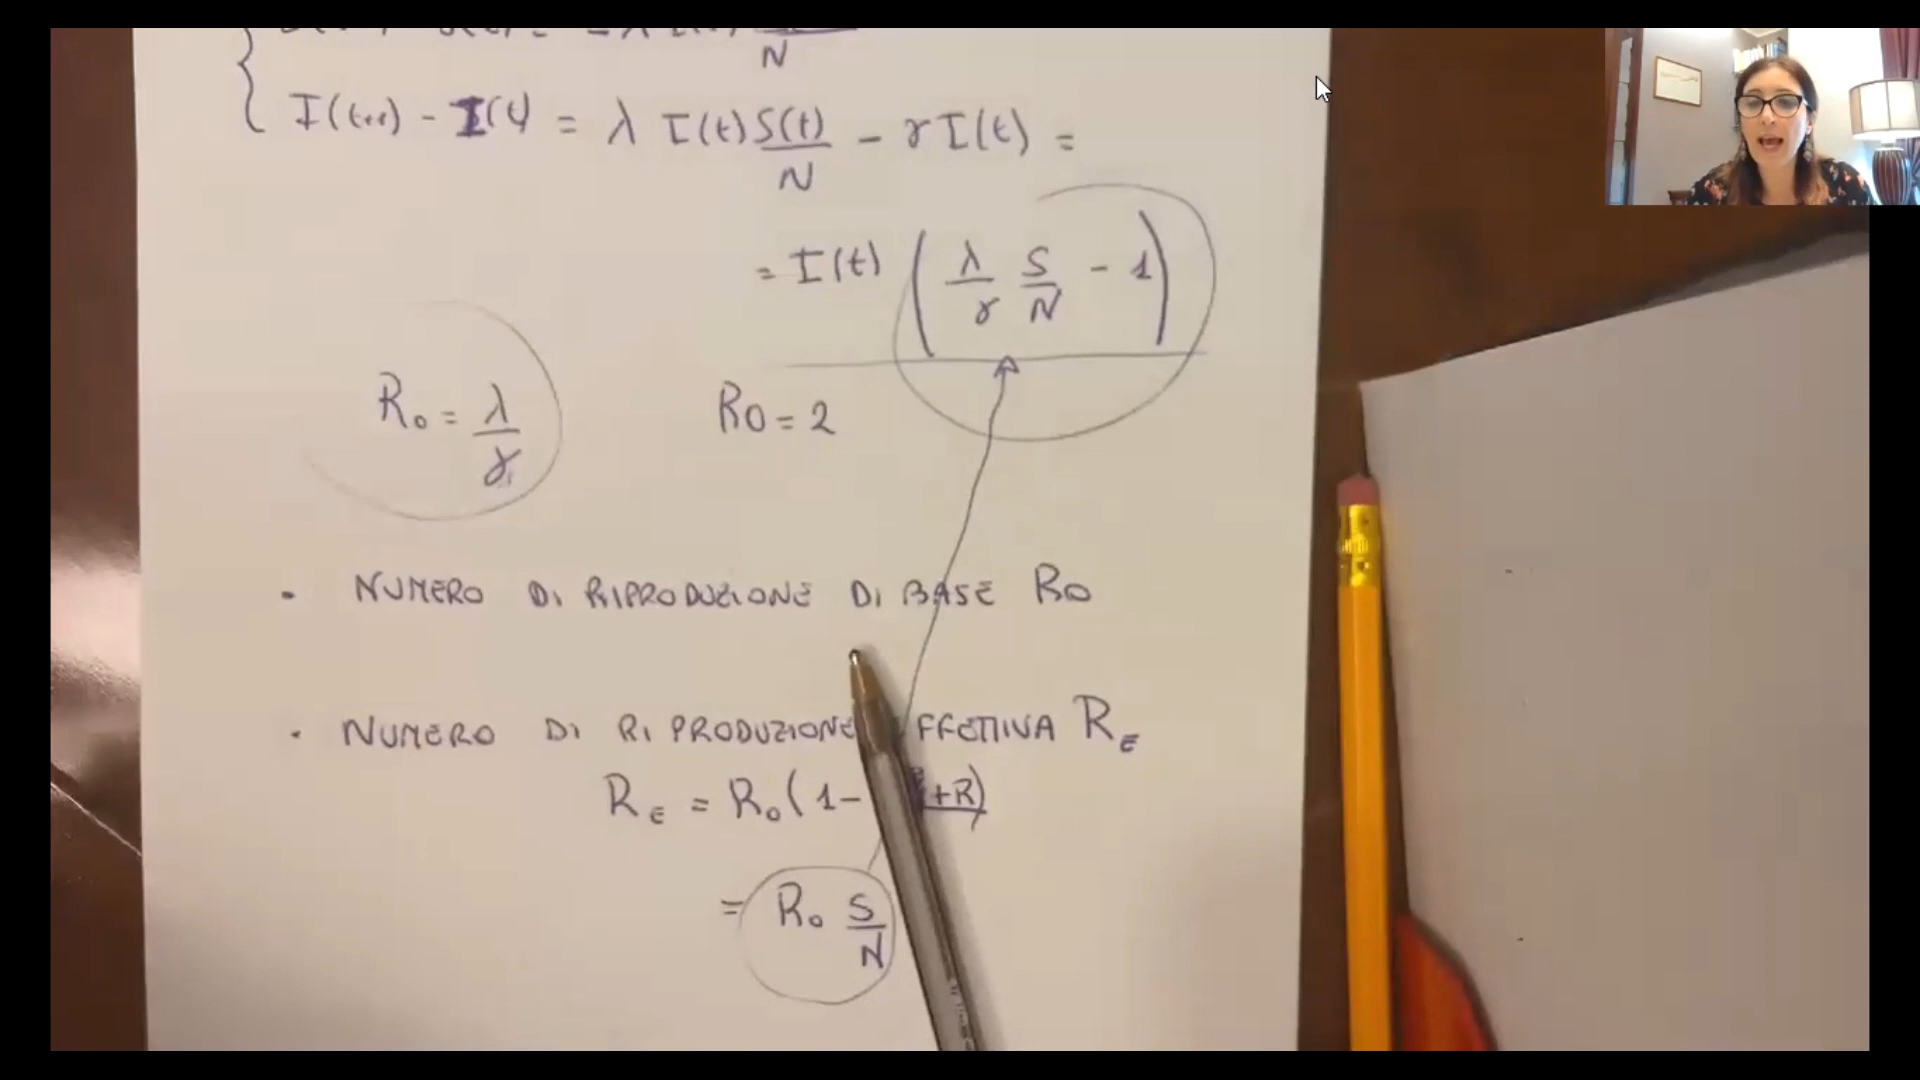 N
I(t+1) - I(t) = λ I(t) S(t)/N - γ I(t) =
= I(t) (λ/γ S/N - 1)
R₀ = λ/γ R0 = 2
• NUMERO DI RIPRODUZIONE DI BASE R0
• NUMERO DI RIPRODUZIONE FFETTIVA R_E
R_E = R₀ (1 - +R)
= R₀ S/N